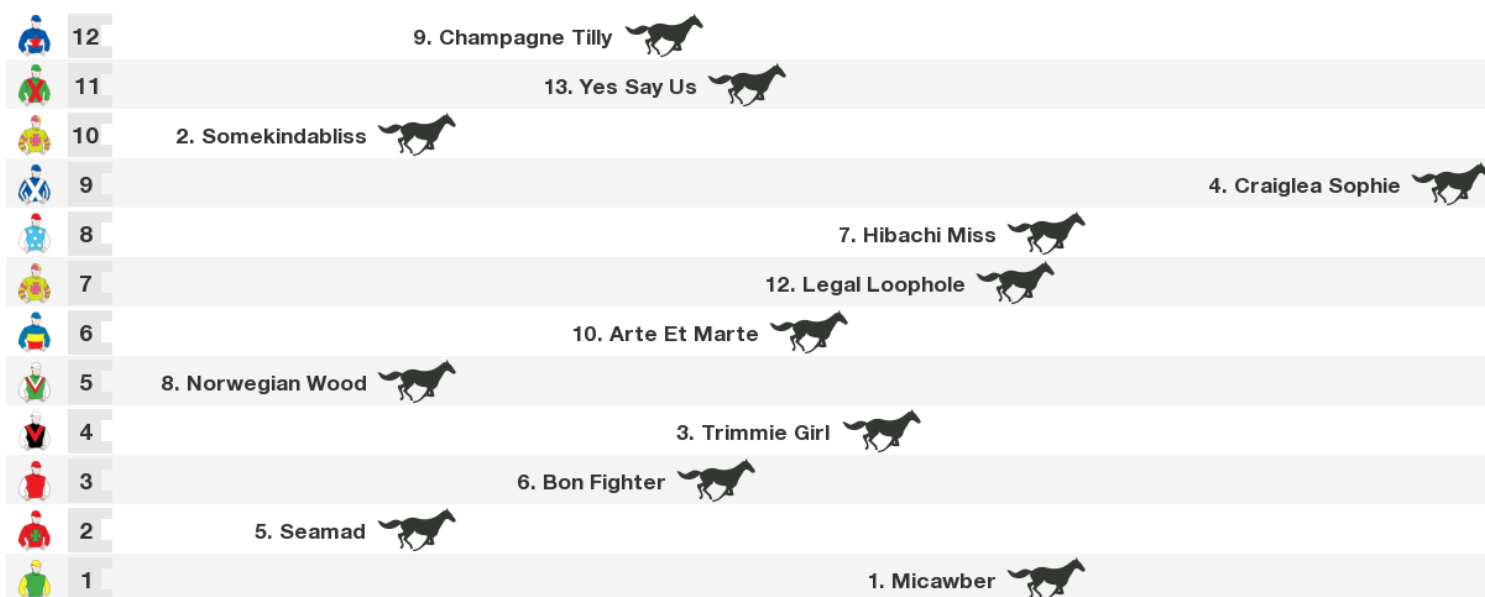 12 9. Champagne Tilly
11 13. Yes Say Us
10 2. Somekindabliss
9 4. Craiglea Sophie
8 7. Hibachi Miss
7 12. Legal Loophole
6 10. Arte Et Marte
5 8. Norwegian Wood
4 3. Trimmie Girl
3 6. Bon Fighter
2 5. Seamad
1 1. Micawber